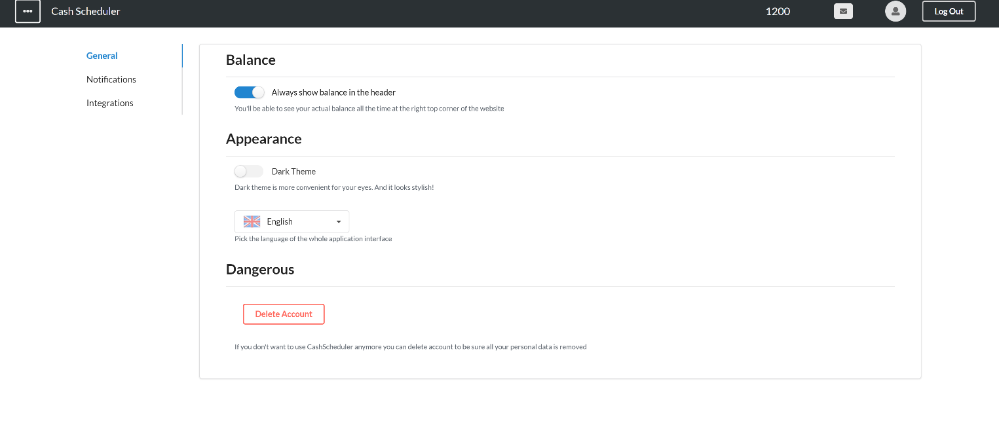 Cash Scheduler
1200
Log Out
General
Notifications
Integrations
Balance
Always show balance in the header
You'll be able to see your actual balance all the time at the right top corner of the website
Appearance
Dark Theme
Dark theme is more convenient for your eyes. And it looks stylish!
English
Pick the language of the whole application interface
Dangerous
Delete Account
If you don't want to use CashScheduler anymore you can delete account to be sure all your personal data is removed